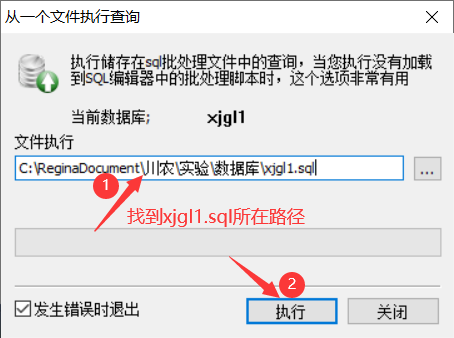 从一个文件执行查询
执行储存在sql批处理文件中的查询，当您执行没有加载
到SQL编辑器中的批处理脚本时，这个选项非常有用
当前数据库; xjgl1
文件执行
C:\ReginaDocument\川农\实验\数据库\xjgl1.sql
...
1
找到xjgl1.sql所在路径
2
发生错误时退出
执行
关闭